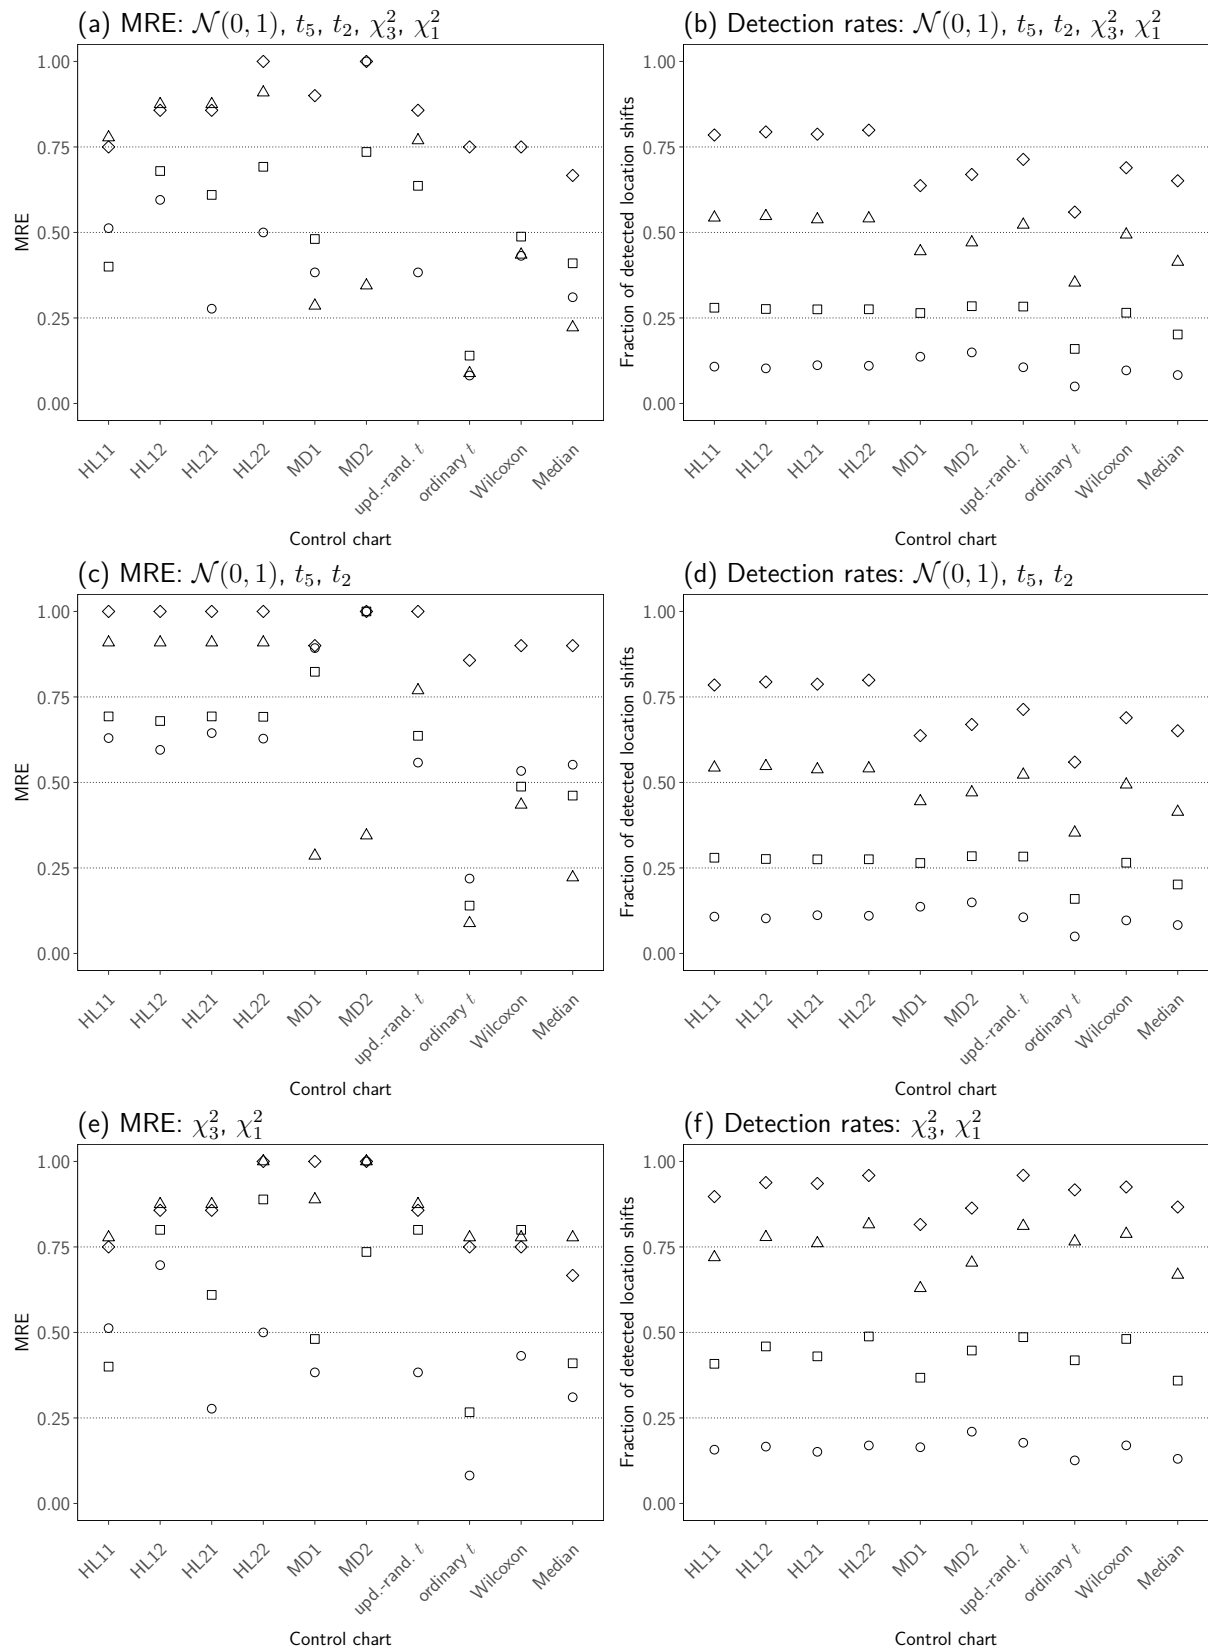 (a) MRE: 𝒩(0, 1), t₅, t₂, χ²₃, χ²₁
MRE
1.00
0.75
0.50
0.25
0.00
HL11
HL12
HL21
HL22
MD1
MD2
upd.-rand. t
ordinary t
Wilcoxon
Median
Control chart
(b) Detection rates: 𝒩(0, 1), t₅, t₂, χ²₃, χ²₁
Fraction of detected location shifts
1.00
0.75
0.50
0.25
0.00
HL11
HL12
HL21
HL22
MD1
MD2
upd.-rand. t
ordinary t
Wilcoxon
Median
Control chart
(c) MRE: 𝒩(0, 1), t₅, t₂
MRE
1.00
0.75
0.50
0.25
0.00
HL11
HL12
HL21
HL22
MD1
MD2
upd.-rand. t
ordinary t
Wilcoxon
Median
Control chart
(d) Detection rates: 𝒩(0, 1), t₅, t₂
Fraction of detected location shifts
1.00
0.75
0.50
0.25
0.00
HL11
HL12
HL21
HL22
MD1
MD2
upd.-rand. t
ordinary t
Wilcoxon
Median
Control chart
(e) MRE: χ²₃, χ²₁
MRE
1.00
0.75
0.50
0.25
0.00
HL11
HL12
HL21
HL22
MD1
MD2
upd.-rand. t
ordinary t
Wilcoxon
Median
Control chart
(f) Detection rates: χ²₃, χ²₁
Fraction of detected location shifts
1.00
0.75
0.50
0.25
0.00
HL11
HL12
HL21
HL22
MD1
MD2
upd.-rand. t
ordinary t
Wilcoxon
Median
Control chart